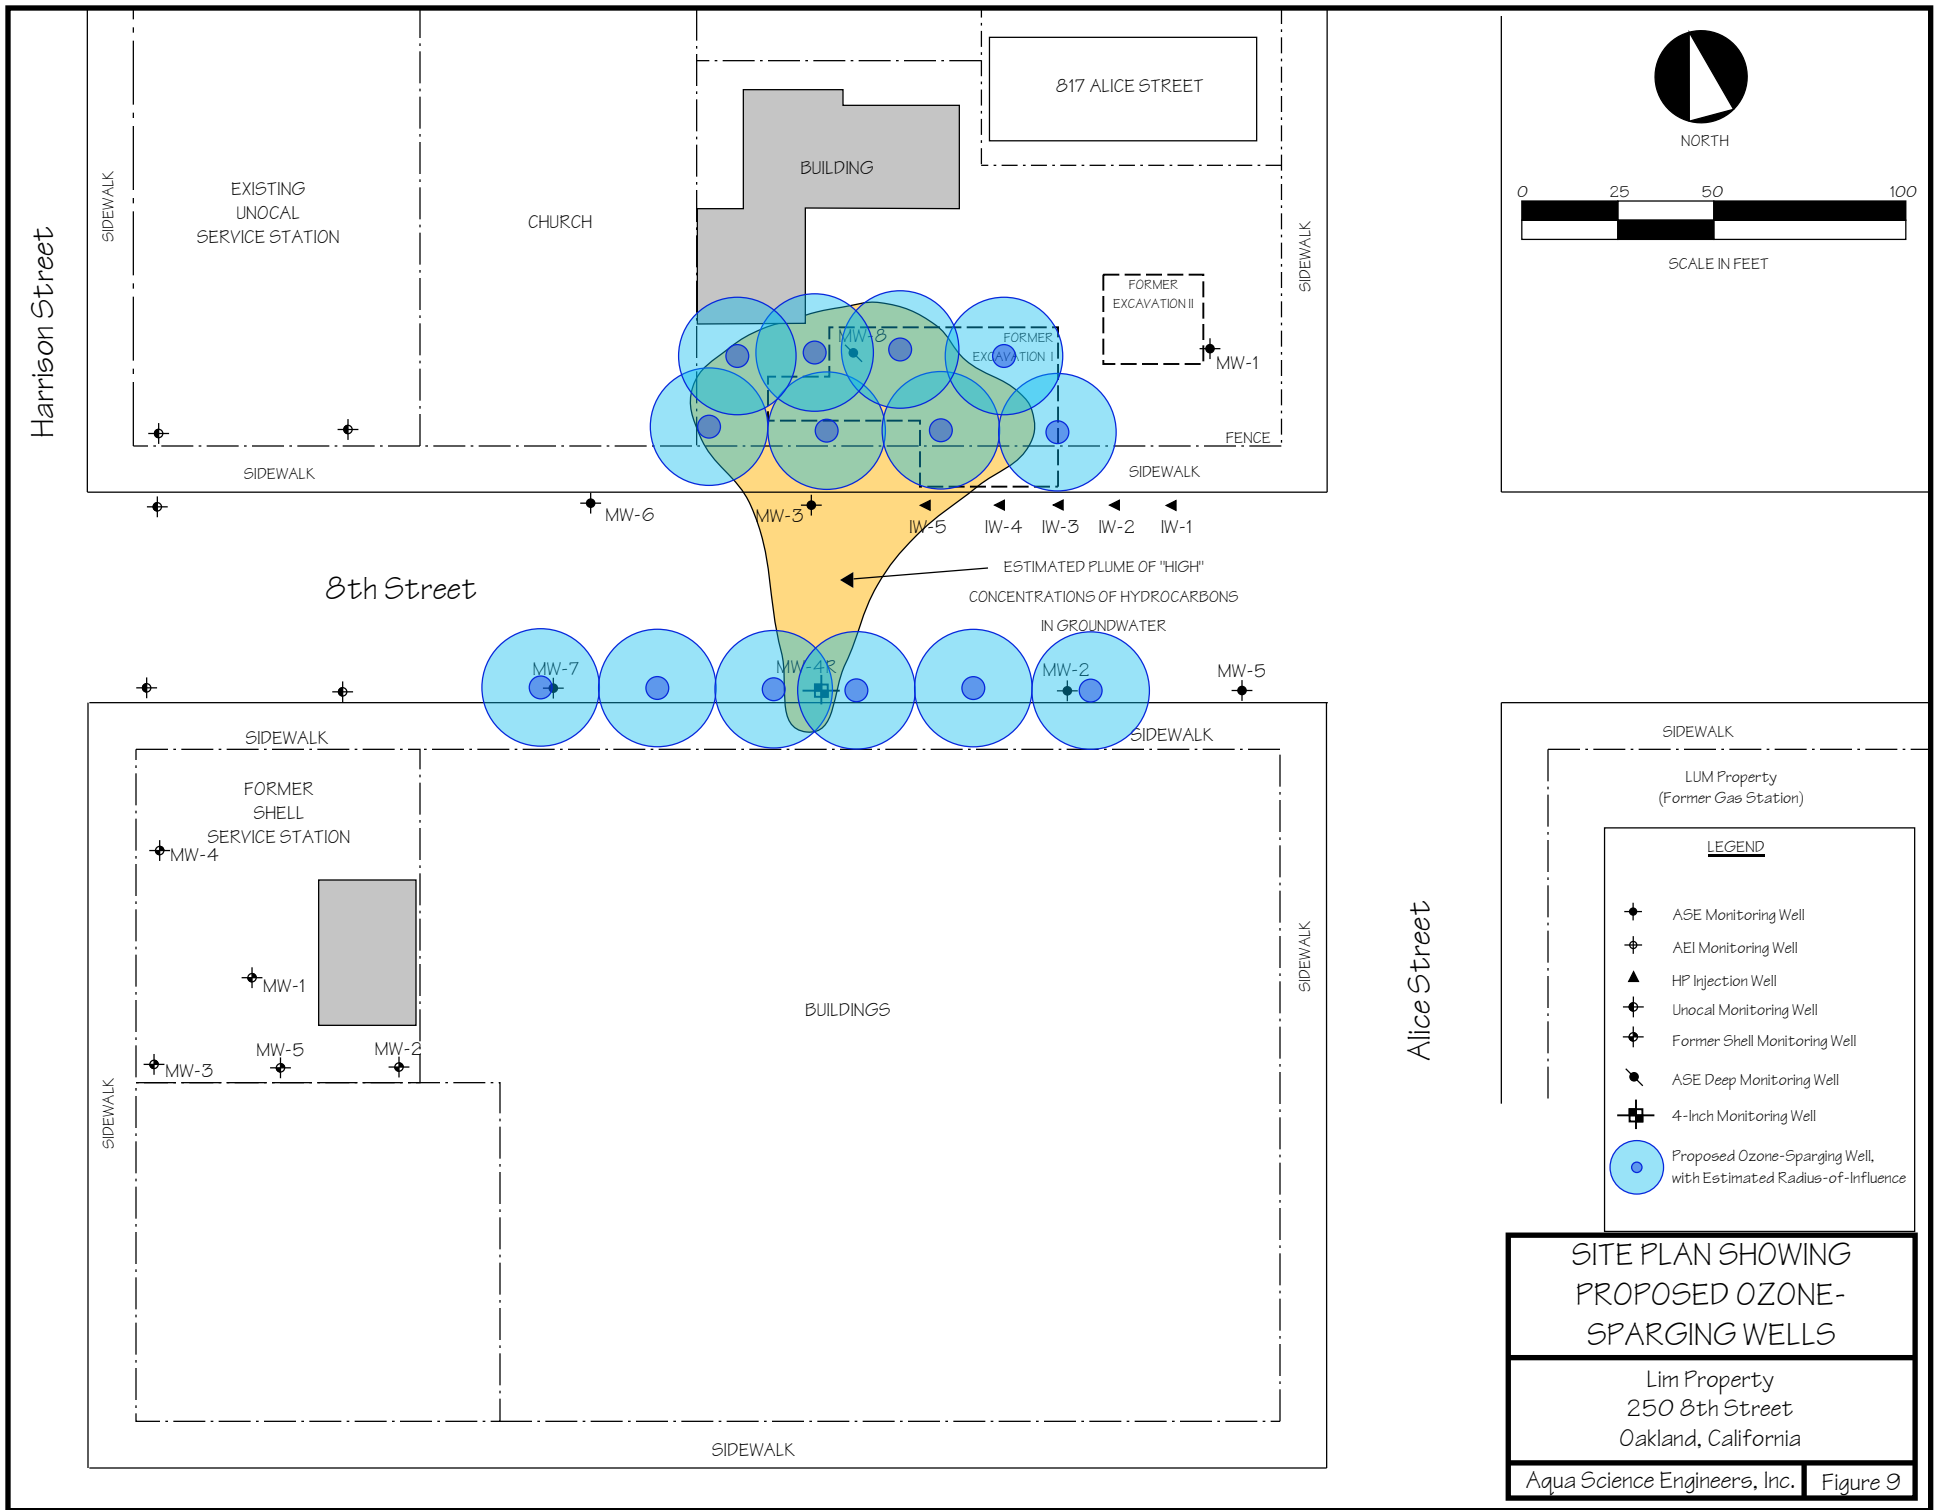 817 ALICE STREET
NORTH
0 25 50 100
SCALE IN FEET
BUILDING
EXISTING
UNOCAL
SERVICE STATION
CHURCH
SIDEWALK
SIDEWALK
Harrison Street
FORMER
EXCAVATION II
MW-8
FORMER
EXCAVATION I
MW-1
FENCE
SIDEWALK
SIDEWALK
MW-6
MW-3
IW-5
IW-4
IW-3
IW-2
IW-1
8th Street
ESTIMATED PLUME OF "HIGH"
CONCENTRATIONS OF HYDROCARBONS
IN GROUNDWATER
MW-7
MW-4R
MW-2
MW-5
SIDEWALK
SIDEWALK
SIDEWALK
FORMER
SHELL
SERVICE STATION
MW-4
MW-1
MW-5
MW-2
MW-3
SIDEWALK
BUILDINGS
SIDEWALK
Alice Street
SIDEWALK
LUM Property
(Former Gas Station)
LEGEND
ASE Monitoring Well
AEI Monitoring Well
HP Injection Well
Unocal Monitoring Well
Former Shell Monitoring Well
ASE Deep Monitoring Well
4-Inch Monitoring Well
Proposed Ozone-Sparging Well,
with Estimated Radius-of-Influence
SITE PLAN SHOWING
PROPOSED OZONE-
SPARGING WELLS
Lim Property
250 8th Street
Oakland, California
Aqua Science Engineers, Inc.
Figure 9